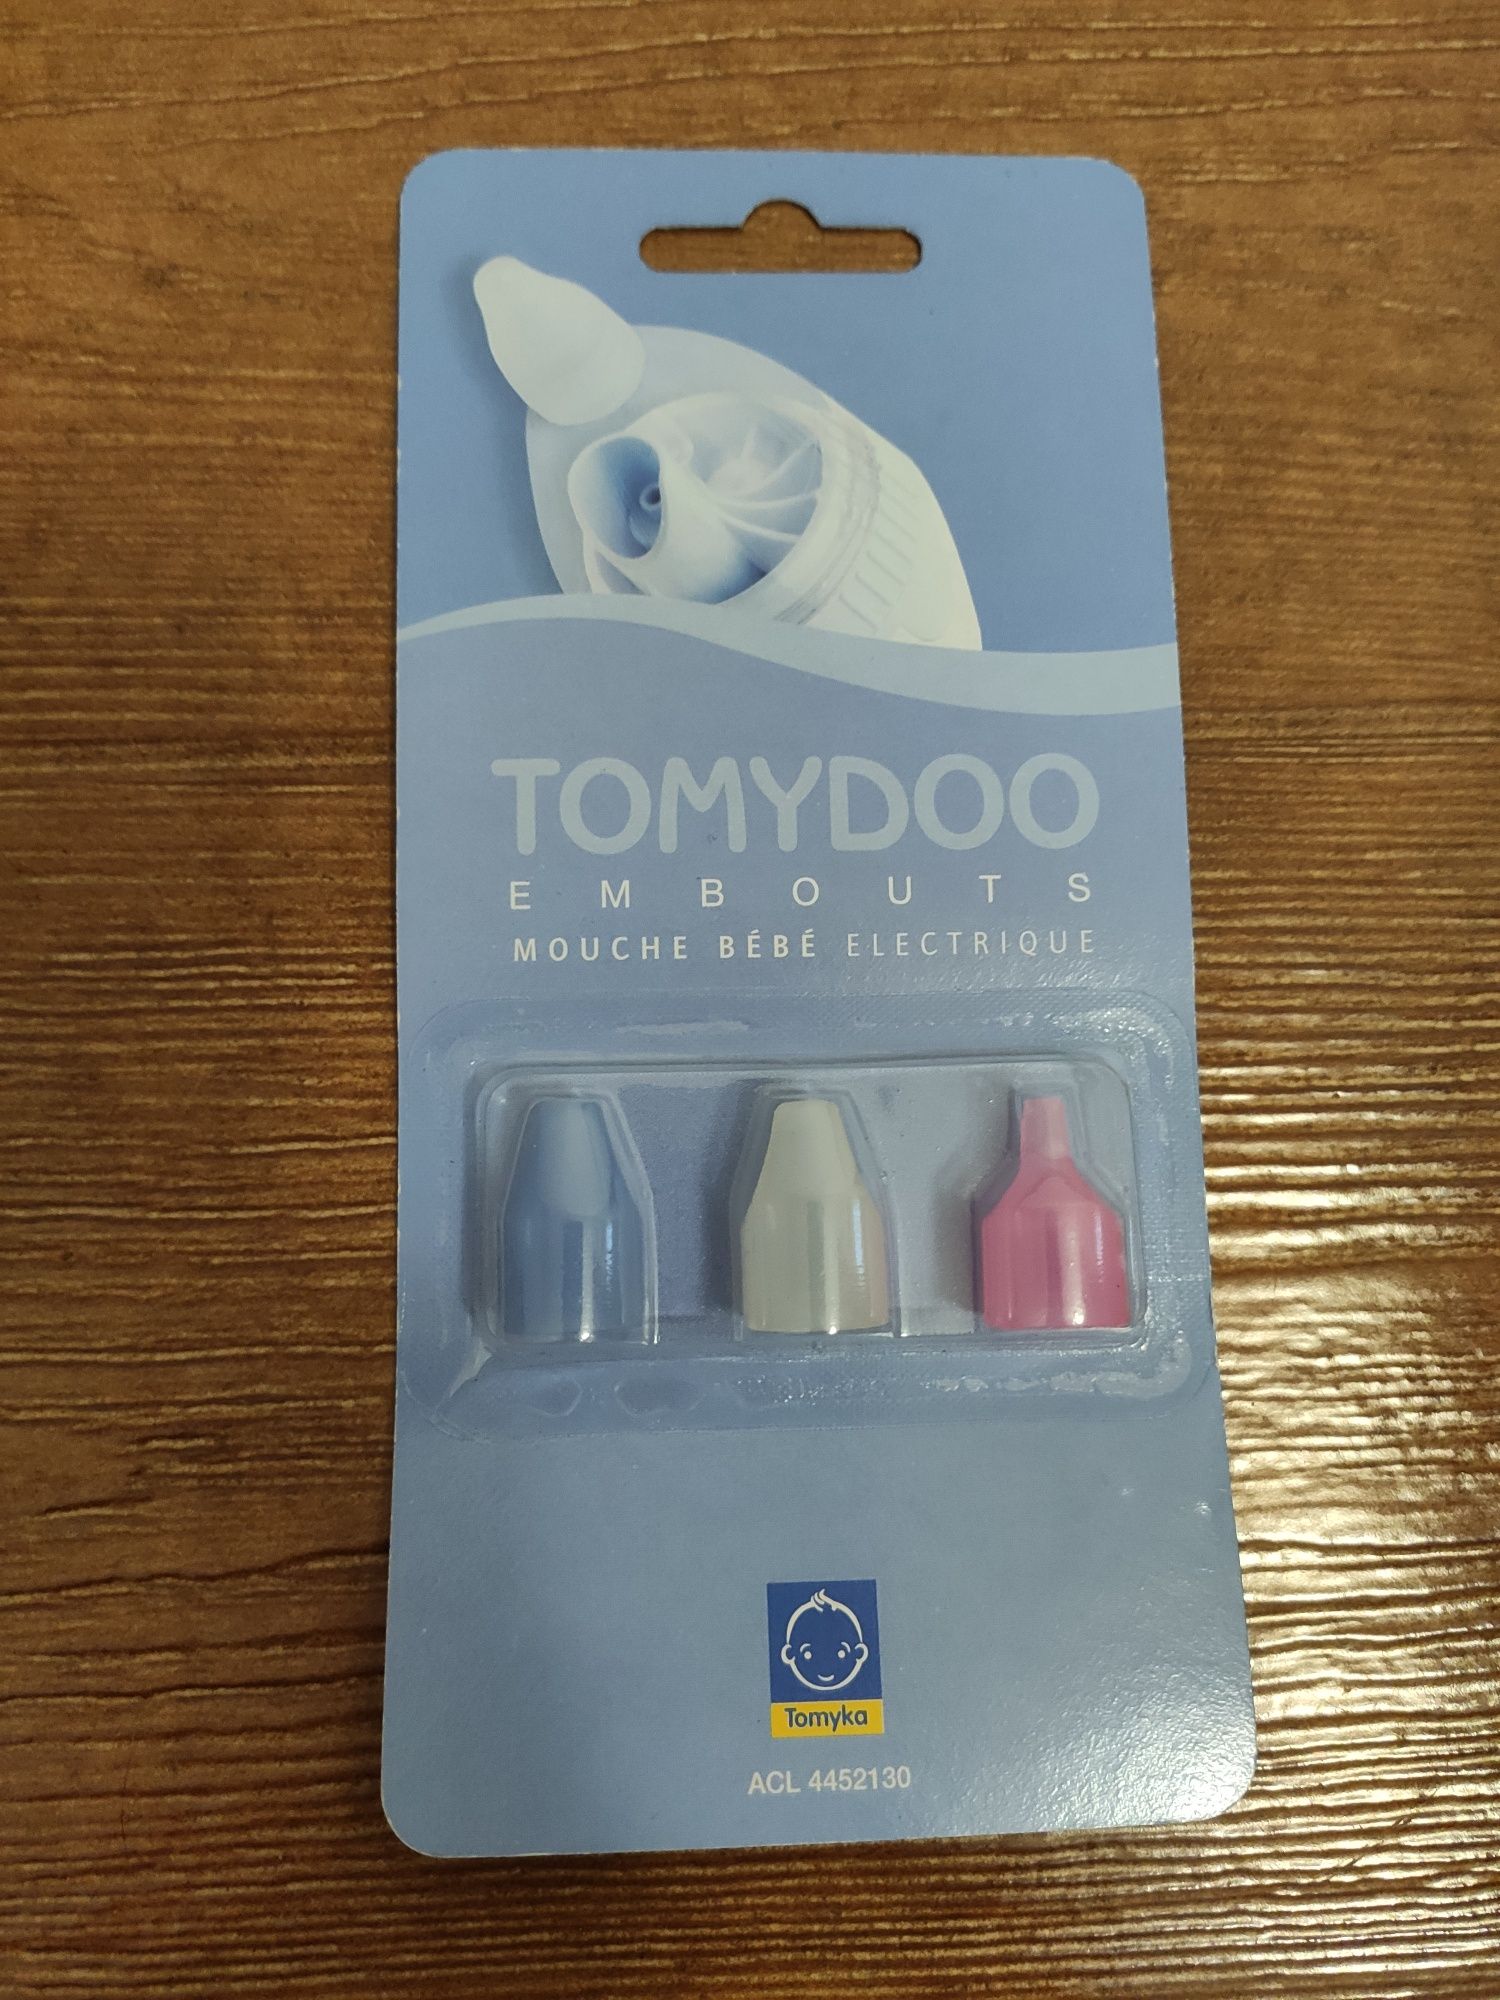 TOMYDOO
EMBOUTS
MOUCHE BÉBÉ ELECTRIQUE
Tomyka
ACL 4452130